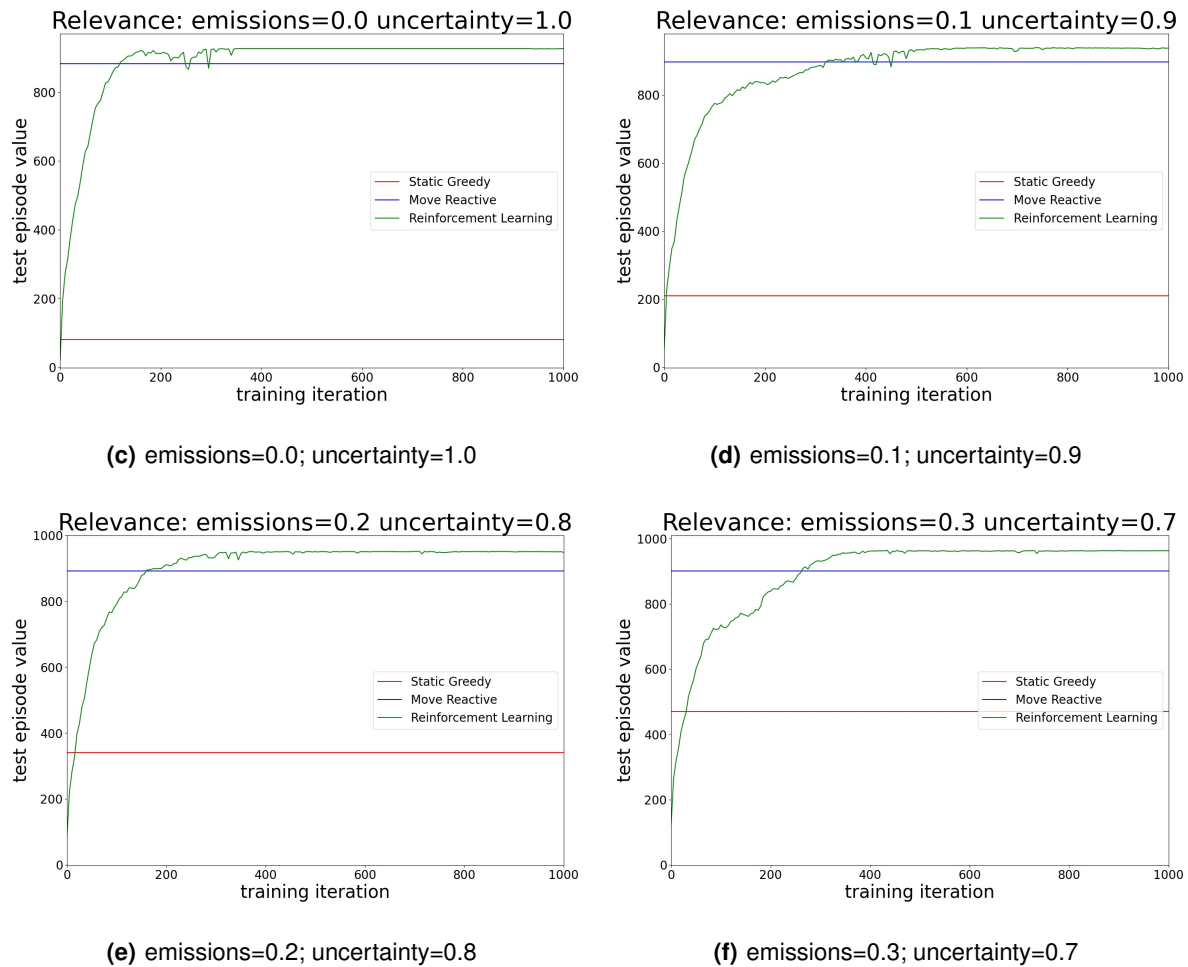 Relevance: emissions=0.0 uncertainty=1.0
800
600
400
200
0
test episode value
Static Greedy
Move Reactive
Reinforcement Learning
0 200 400 600 800 1000
training iteration
(c) emissions=0.0; uncertainty=1.0
Relevance: emissions=0.1 uncertainty=0.9
800
600
400
200
0
test episode value
Static Greedy
Move Reactive
Reinforcement Learning
0 200 400 600 800 1000
training iteration
(d) emissions=0.1; uncertainty=0.9
Relevance: emissions=0.2 uncertainty=0.8
1000
800
600
400
200
0
test episode value
Static Greedy
Move Reactive
Reinforcement Learning
0 200 400 600 800 1000
training iteration
(e) emissions=0.2; uncertainty=0.8
Relevance: emissions=0.3 uncertainty=0.7
1000
800
600
400
200
0
test episode value
Static Greedy
Move Reactive
Reinforcement Learning
0 200 400 600 800 1000
training iteration
(f) emissions=0.3; uncertainty=0.7